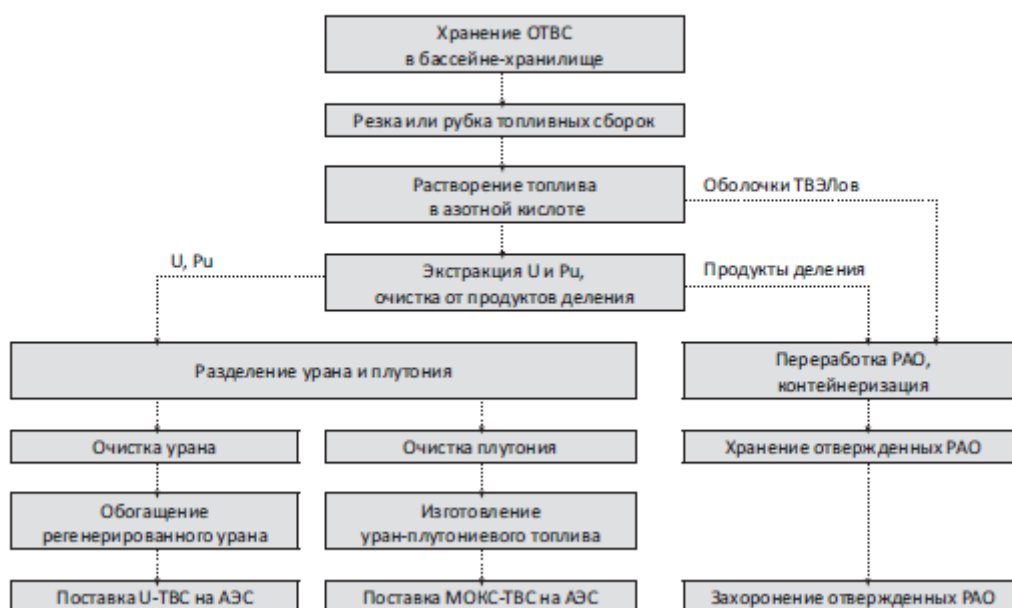 Хранение ОТВС
в бассейне-хранилище
Резка или рубка топливных сборок
Растворение топлива
в азотной кислоте
Оболочки ТВЭЛов
U, Pu
Экстракция U и Pu,
очистка от продуктов деления
Продукты деления
Разделение урана и плутония
Переработка РАО,
контейнеризация
Очистка урана
Очистка плутония
Хранение отвержденных РАО
Обогащение
регенерированного урана
Изготовление
уран-плутониевого топлива
Поставка U-ТВС на АЭС
Поставка МОКС-ТВС на АЭС
Захоронение отвержденных РАО